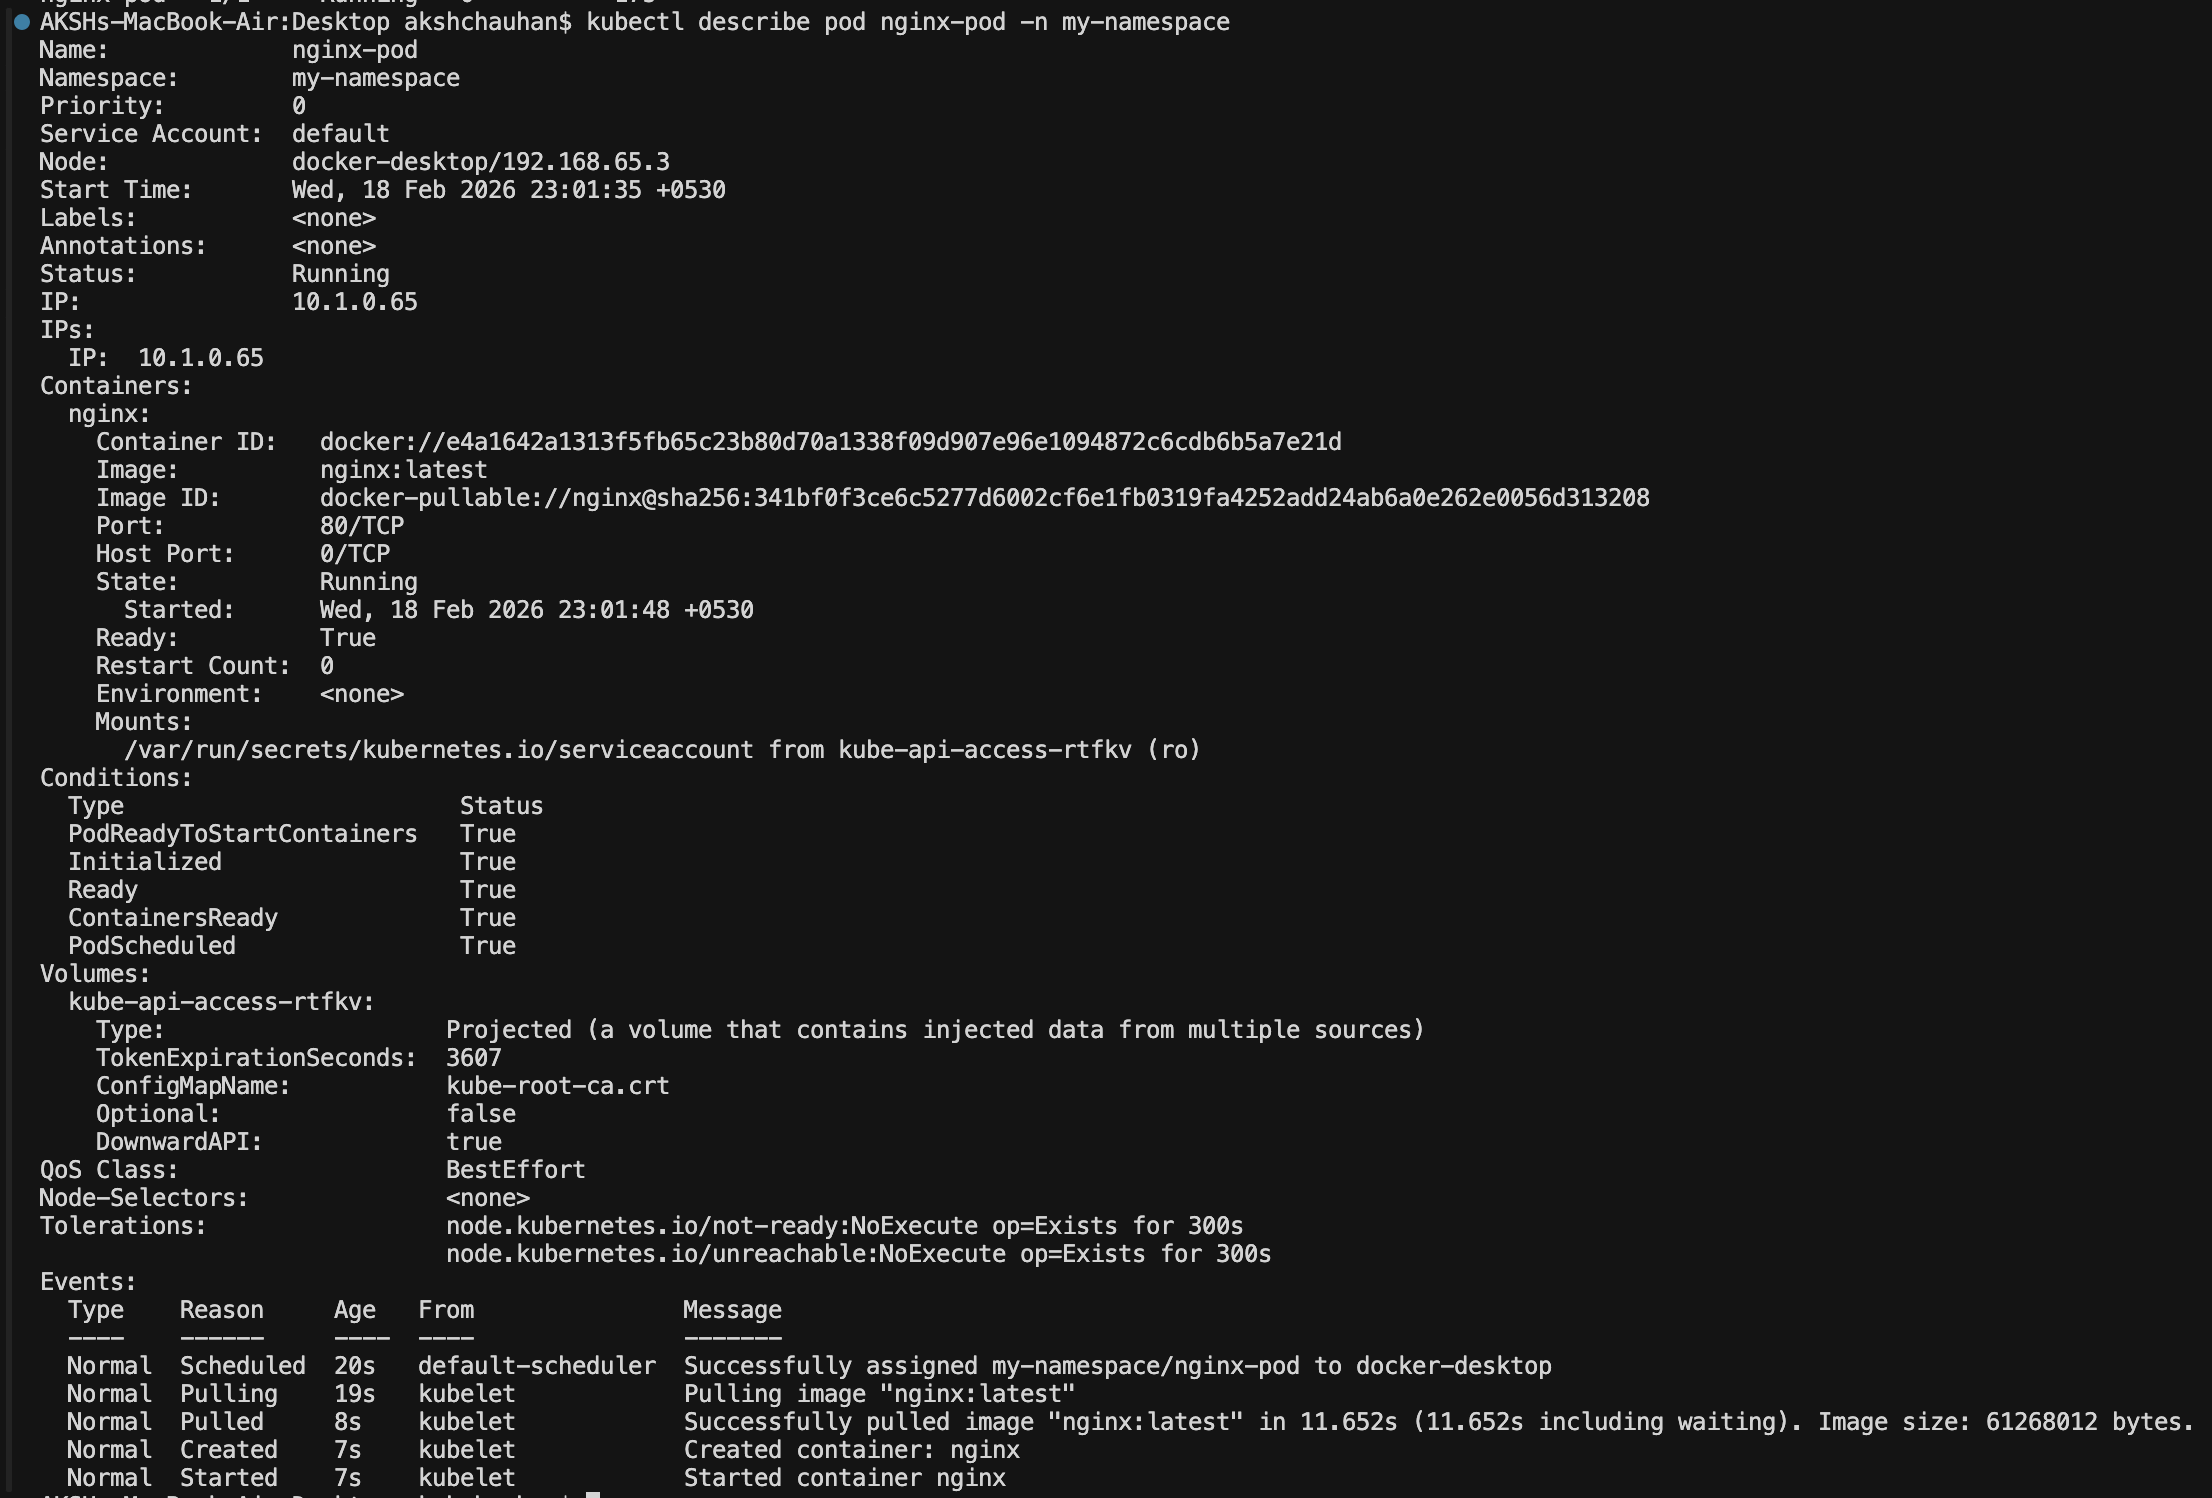 AKSHs-MacBook-Air:Desktop akshchauhan$ kubectl describe pod nginx-pod -n my-namespace
Name:             nginx-pod
Namespace:        my-namespace
Priority:         0
Service Account:  default
Node:             docker-desktop/192.168.65.3
Start Time:       Wed, 18 Feb 2026 23:01:35 +0530
Labels:           <none>
Annotations:      <none>
Status:           Running
IP:               10.1.0.65
IPs:
  IP:  10.1.0.65
Containers:
  nginx:
    Container ID:   docker://e4a1642a1313f5fb65c23b80d70a1338f09d907e96e1094872c6cdb6b5a7e21d
    Image:          nginx:latest
    Image ID:       docker-pullable://nginx@sha256:341bf0f3ce6c5277d6002cf6e1fb0319fa4252add24ab6a0e262e0056d313208
    Port:           80/TCP
    Host Port:      0/TCP
    State:          Running
      Started:      Wed, 18 Feb 2026 23:01:48 +0530
    Ready:          True
    Restart Count:  0
    Environment:    <none>
    Mounts:
      /var/run/secrets/kubernetes.io/serviceaccount from kube-api-access-rtfkv (ro)
Conditions:
  Type                        Status
  PodReadyToStartContainers   True
  Initialized                 True
  Ready                       True
  ContainersReady             True
  PodScheduled                True
Volumes:
  kube-api-access-rtfkv:
    Type:                    Projected (a volume that contains injected data from multiple sources)
    TokenExpirationSeconds:  3607
    ConfigMapName:           kube-root-ca.crt
    Optional:                false
    DownwardAPI:             true
QoS Class:                   BestEffort
Node-Selectors:              <none>
Tolerations:                 node.kubernetes.io/not-ready:NoExecute op=Exists for 300s
                             node.kubernetes.io/unreachable:NoExecute op=Exists for 300s
Events:
  Type    Reason     Age   From               Message
  ----    ------     ----  ----               -------
  Normal  Scheduled  20s   default-scheduler  Successfully assigned my-namespace/nginx-pod to docker-desktop
  Normal  Pulling    19s   kubelet            Pulling image "nginx:latest"
  Normal  Pulled     8s    kubelet            Successfully pulled image "nginx:latest" in 11.652s (11.652s including waiting). Image size: 61268012 bytes.
  Normal  Created    7s    kubelet            Created container: nginx
  Normal  Started    7s    kubelet            Started container nginx